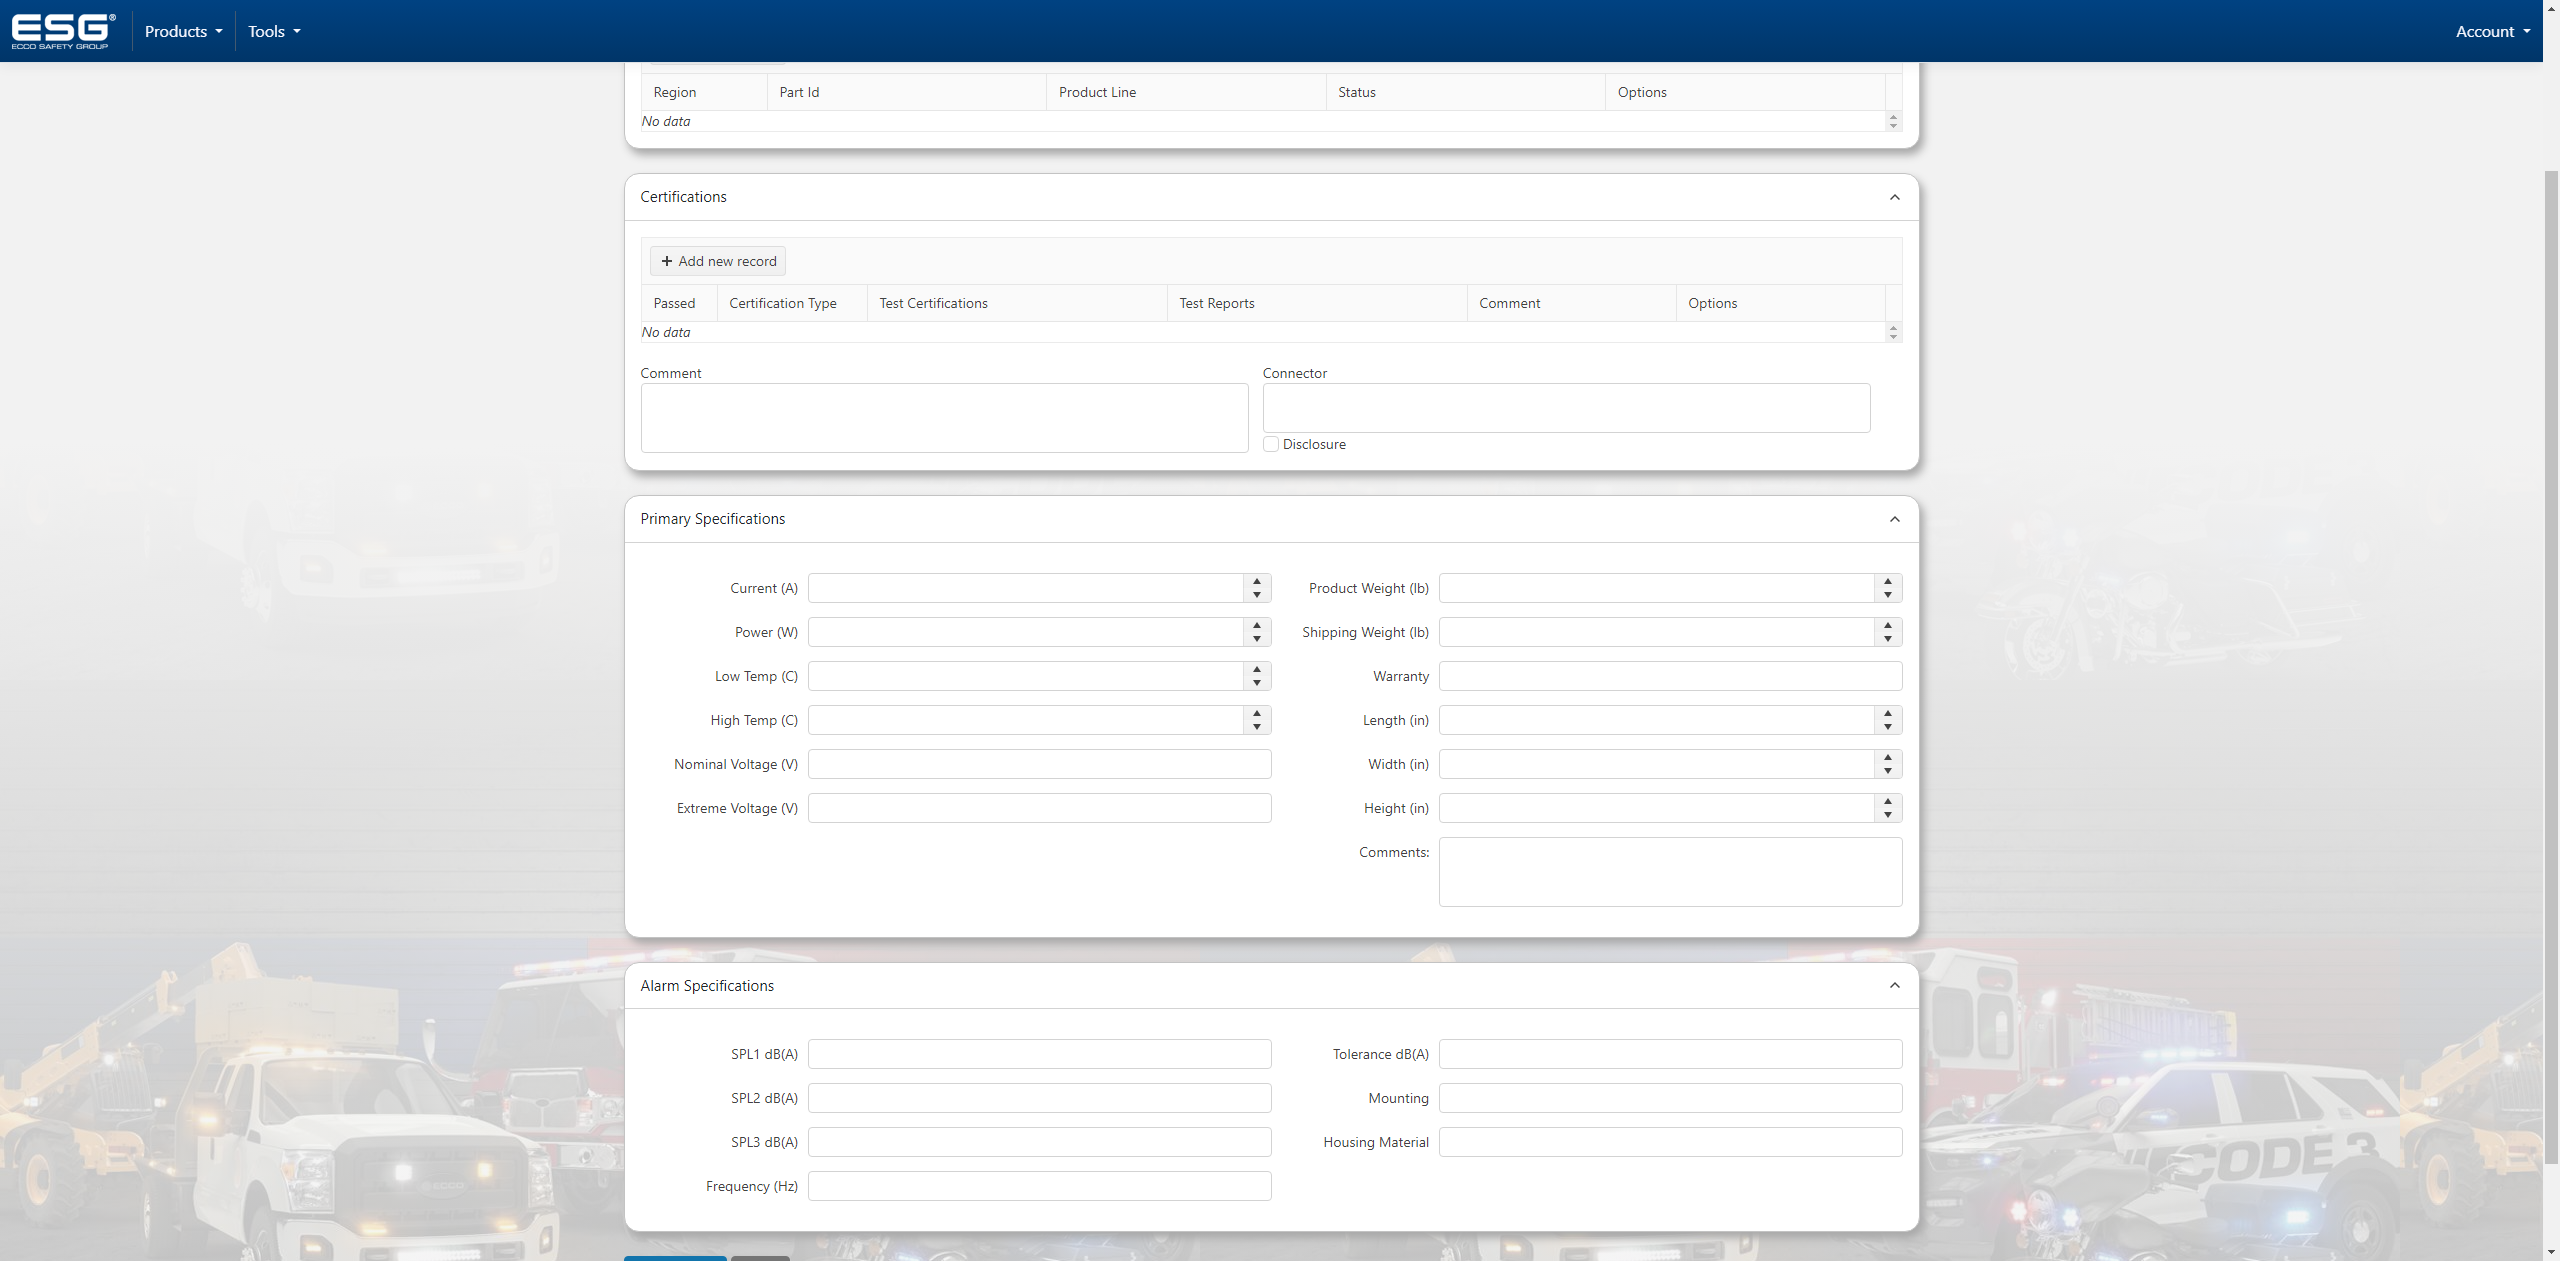 ESG®
ECCO SAFETY GROUP
Products
Tools
Account
Region
Part Id
Product Line
Status
Options
No data
Certifications
Add new record
Passed
Certification Type
Test Certifications
Test Reports
Comment
Options
No data
Comment
Connector
Disclosure
Primary Specifications
Current (A)
Product Weight (lb)
Power (W)
Shipping Weight (lb)
Low Temp (C)
Warranty
High Temp (C)
Length (in)
Nominal Voltage (V)
Width (in)
Extreme Voltage (V)
Height (in)
Comments:
Alarm Specifications
SPL1 dB(A)
Tolerance dB(A)
SPL2 dB(A)
Mounting
SPL3 dB(A)
Housing Material
Frequency (Hz)
ECCO
CODE 3